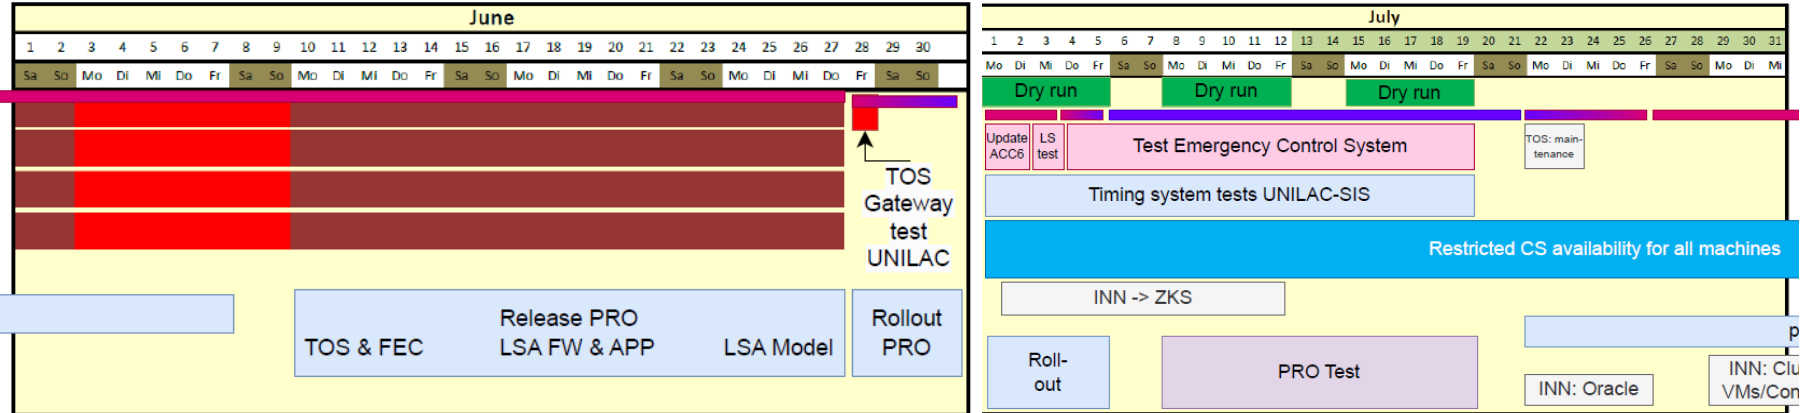 June
1 2 3 4 5 6 7 8 9 10 11 12 13 14 15 16 17 18 19 20 21 22 23 24 25 26 27 28 29 30
Sa So Mo Di Mi Do Fr Sa So Mo Di Mi Do Fr Sa So Mo Di Mi Do Fr Sa So Mo Di Mi Do Fr Sa So
TOS
Gateway
test
UNILAC
Release PRO
TOS & FEC LSA FW & APP LSA Model
Rollout
PRO
July
1 2 3 4 5 6 7 8 9 10 11 12 13 14 15 16 17 18 19 20 21 22 23 24 25 26 27 28 29 30 31
Mo Di Mi Do Fr Sa So Mo Di Mi Do Fr Sa So Mo Di Mi Do Fr Sa So Mo Di Mi Do Fr Sa So Mo Di Mi
Dry run Dry run Dry run
Update
ACC6
LS
test
Test Emergency Control System
TOS: main-
tenance
Timing system tests UNILAC-SIS
Restricted CS availability for all machines
INN -> ZKS
p
Roll-
out
PRO Test
INN: Oracle
INN: Clu
VMs/Con